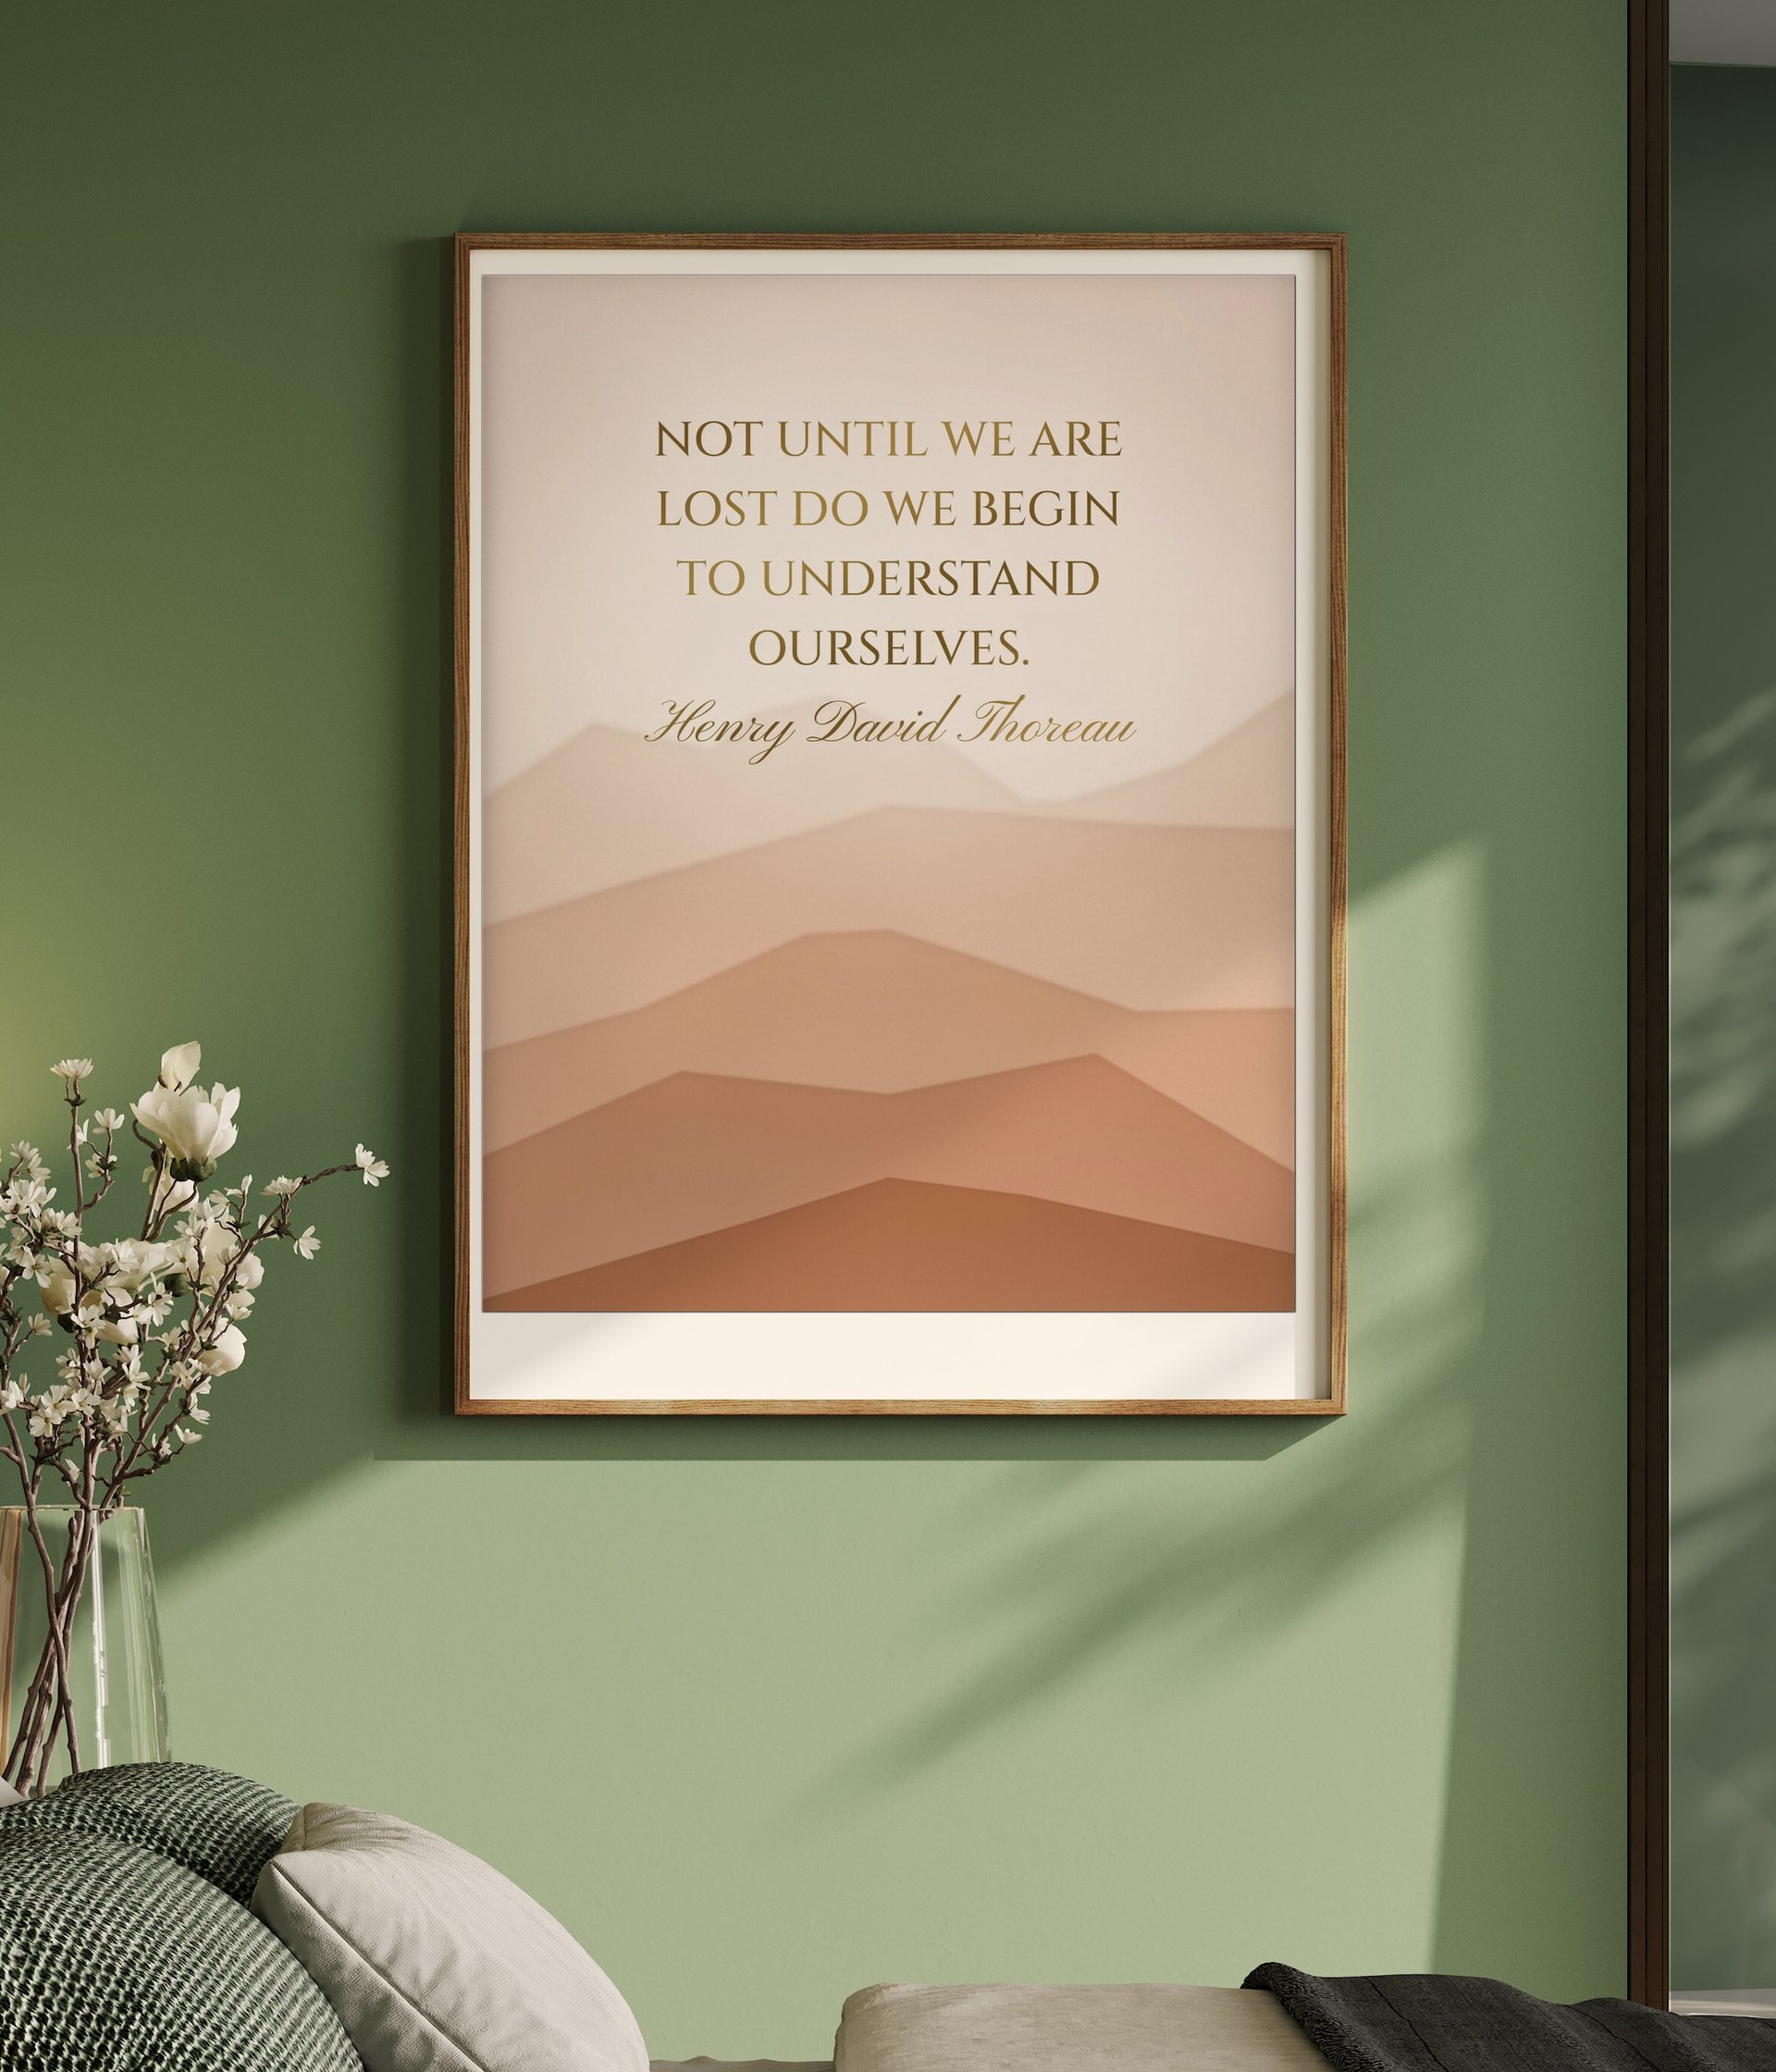 NOT UNTIL WE ARE
LOST DO WE BEGIN
TO UNDERSTAND
OURSELVES.
Henry David Thoreau